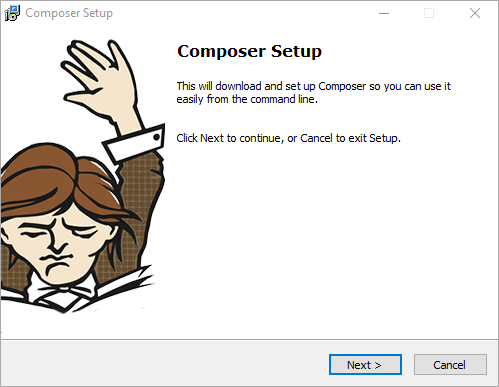 Composer Setup
Composer Setup
This will download and set up Composer so you can use it
easily from the command line.
Click Next to continue, or Cancel to exit Setup.
Next >
Cancel